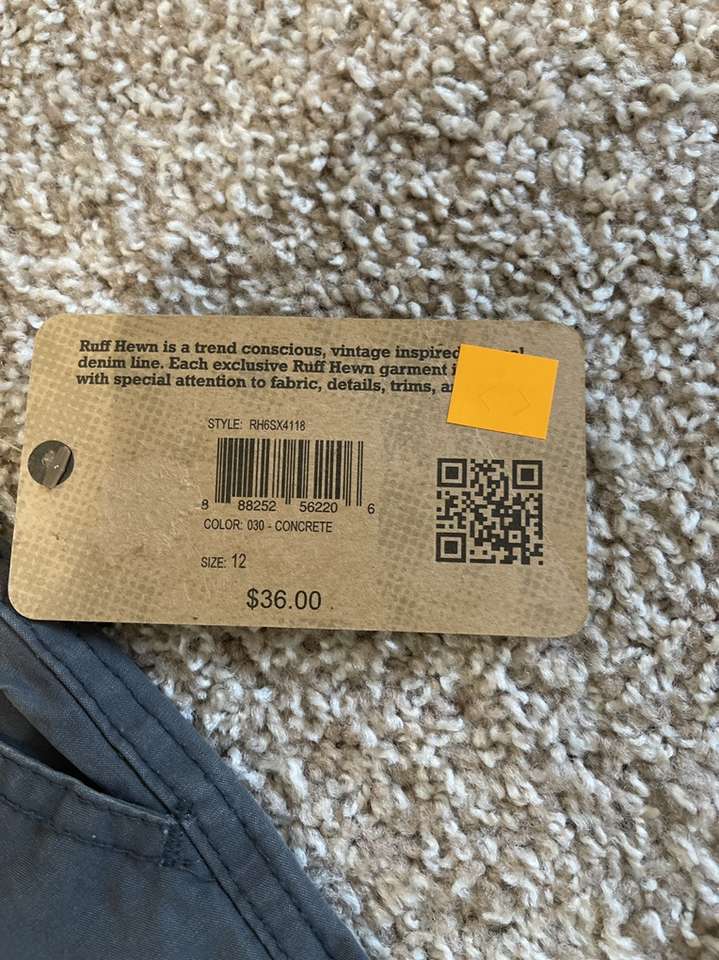 Ruff Hewn is a trend conscious, vintage inspired
denim line. Each exclusive Ruff Hewn garment
with special attention to fabric, details, trims,
STYLE: RH6SX4118
8 88252 56220 6
COLOR: 030 - CONCRETE
SIZE: 12
$36.00